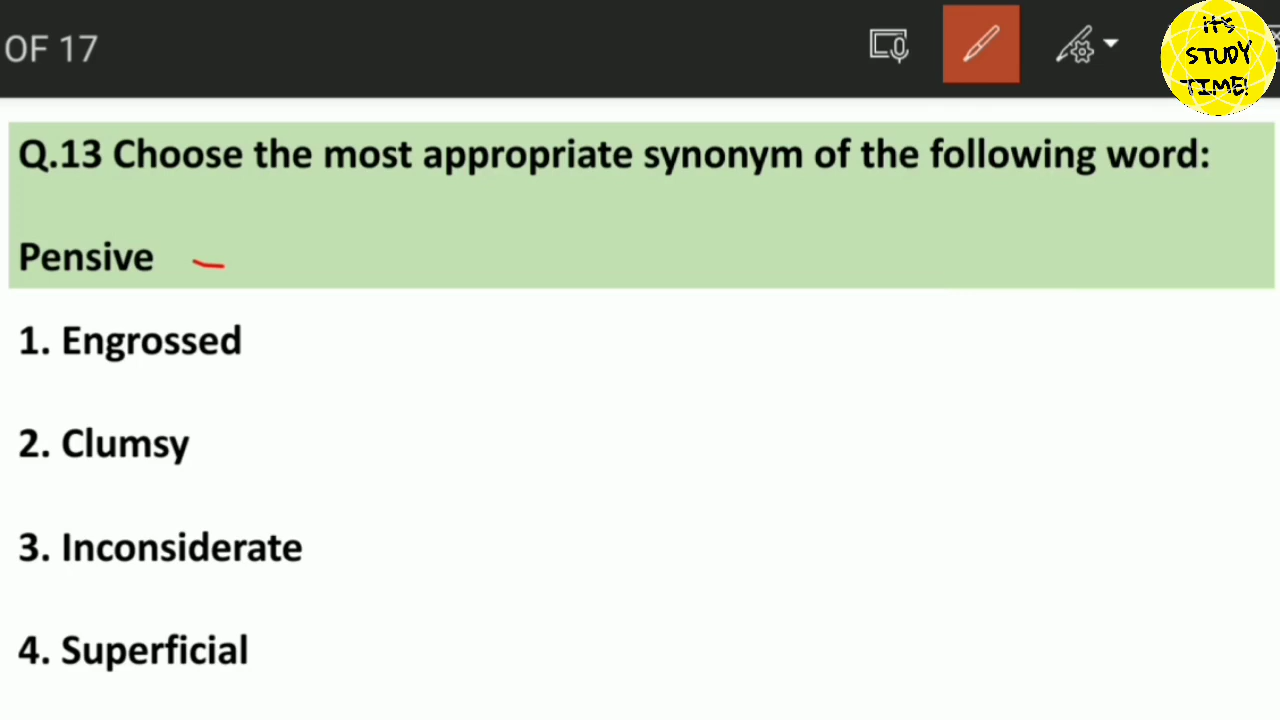 OF 17
iTS
STUDY
TIME!
Q.13 Choose the most appropriate synonym of the following word:
Pensive
1. Engrossed
2. Clumsy
3. Inconsiderate
4. Superficial